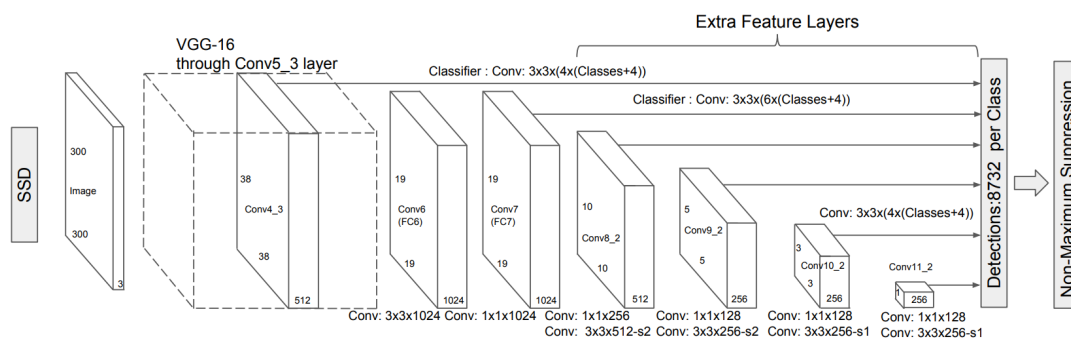 Extra Feature Layers
VGG-16
through Conv5_3 layer
Classifier : Conv: 3x3x(4x(Classes+4))
Classifier : Conv: 3x3x(6x(Classes+4))
SSD
300
Image
300
3
38
Conv4_3
38
512
19
Conv6
(FC6)
19
1024
19
Conv7
(FC7)
19
1024
10
Conv8_2
10
512
5
Conv9_2
5
256
Conv: 3x3x(4x(Classes+4))
3
Conv10_2
3
256
Conv11_2
1
256
Conv: 3x3x1024
Conv: 1x1x1024
Conv: 1x1x256
Conv: 3x3x512-s2
Conv: 1x1x128
Conv: 3x3x256-s2
Conv: 1x1x128
Conv: 3x3x256-s1
Conv: 1x1x128
Conv: 3x3x256-s1
Detections:8732 per Class
Non-Maximum Suppression